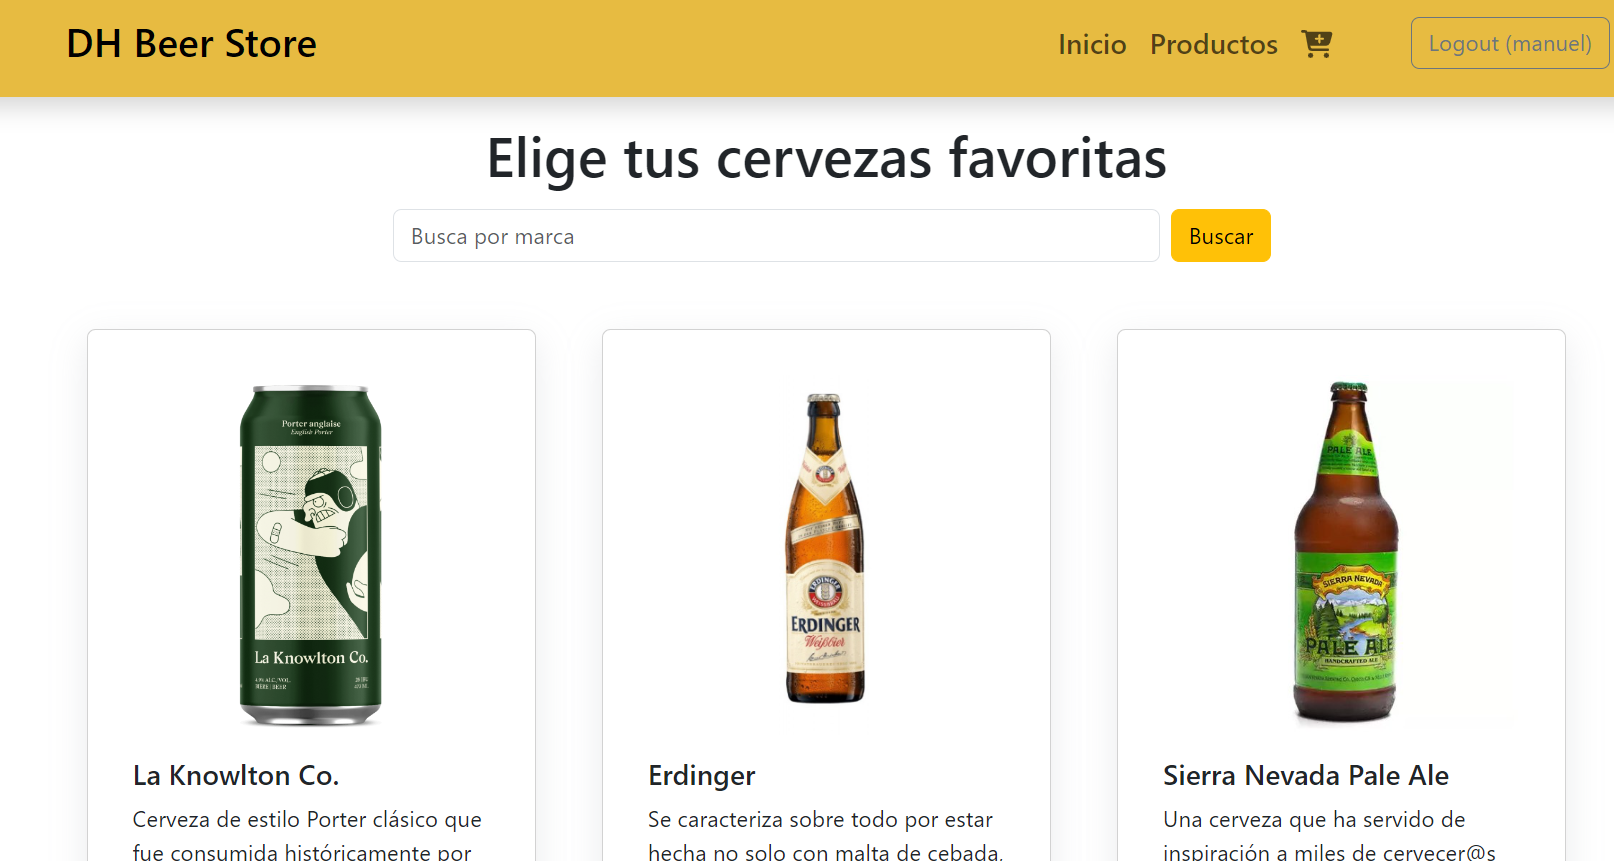 DH Beer Store
Inicio Productos Logout (manuel)
Elige tus cervezas favoritas
Busca por marca Buscar
Porter anglaise
English Porter
La Knowlton Co.
ERDINGER
ERDINGER
Weißbier
PALE ALE
SIERRA NEVADA
PALE ALE
HANDCRAFTED ALE
La Knowlton Co.
Cerveza de estilo Porter clásico que
fue consumida históricamente por
Erdinger
Se caracteriza sobre todo por estar
hecha no solo con malta de cebada,
Sierra Nevada Pale Ale
Una cerveza que ha servido de
inspiración a miles de cervecer@s